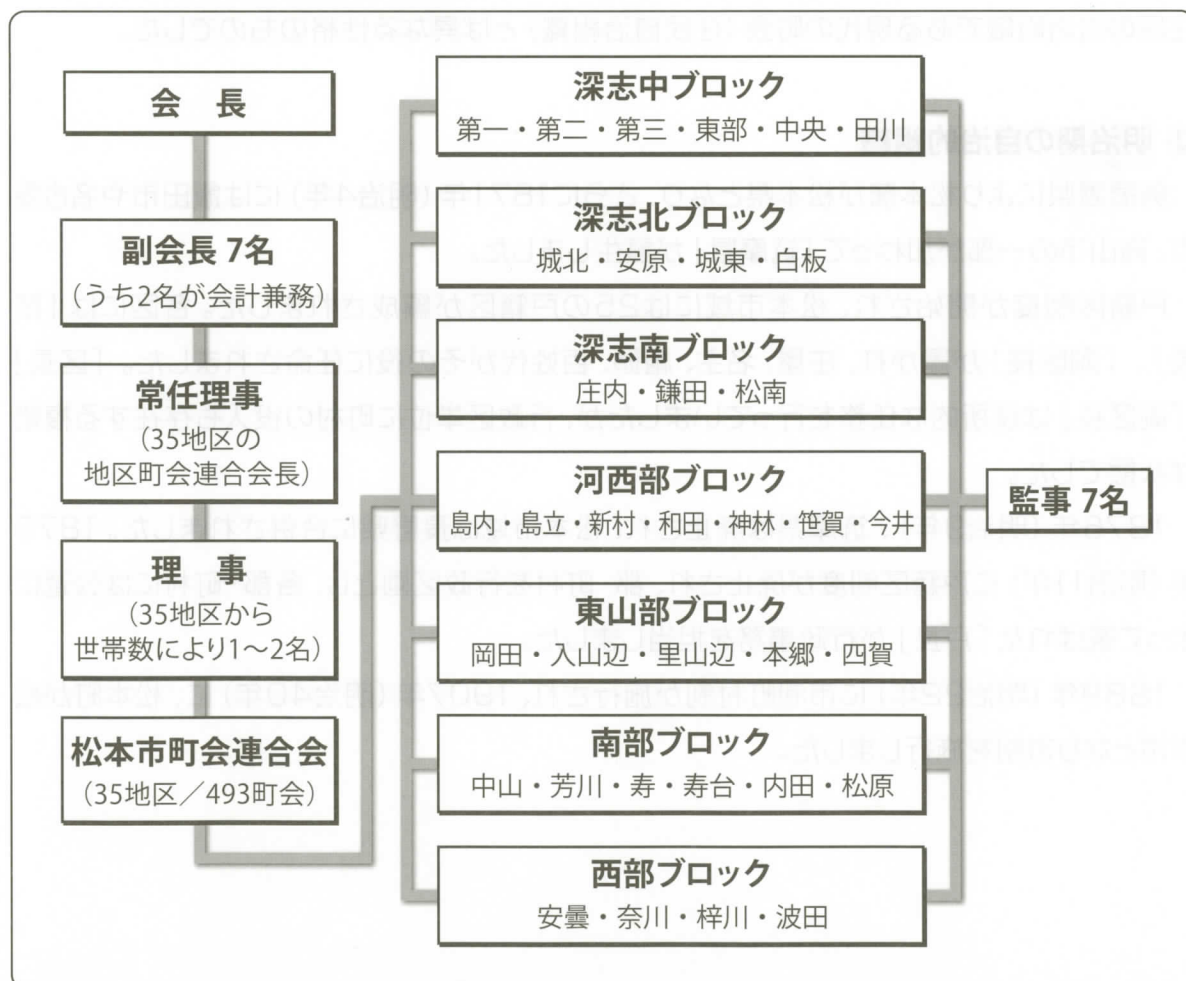 会 長
副会長 7名
(うち2名が会計兼務)
常任理事
(35地区の
地区町会連合会長)
理 事
(35地区から
世帯数により1〜2名)
松本市町会連合会
(35地区/493町会)
深志中ブロック
第一・第二・第三・東部・中央・田川
深志北ブロック
城北・安原・城東・白板
深志南ブロック
庄内・鎌田・松南
河西部ブロック
島内・島立・新村・和田・神林・笹賀・今井
東山部ブロック
岡田・入山辺・里山辺・本郷・四賀
南部ブロック
中山・芳川・寿・寿台・内田・松原
西部ブロック
安曇・奈川・梓川・波田
監事 7名